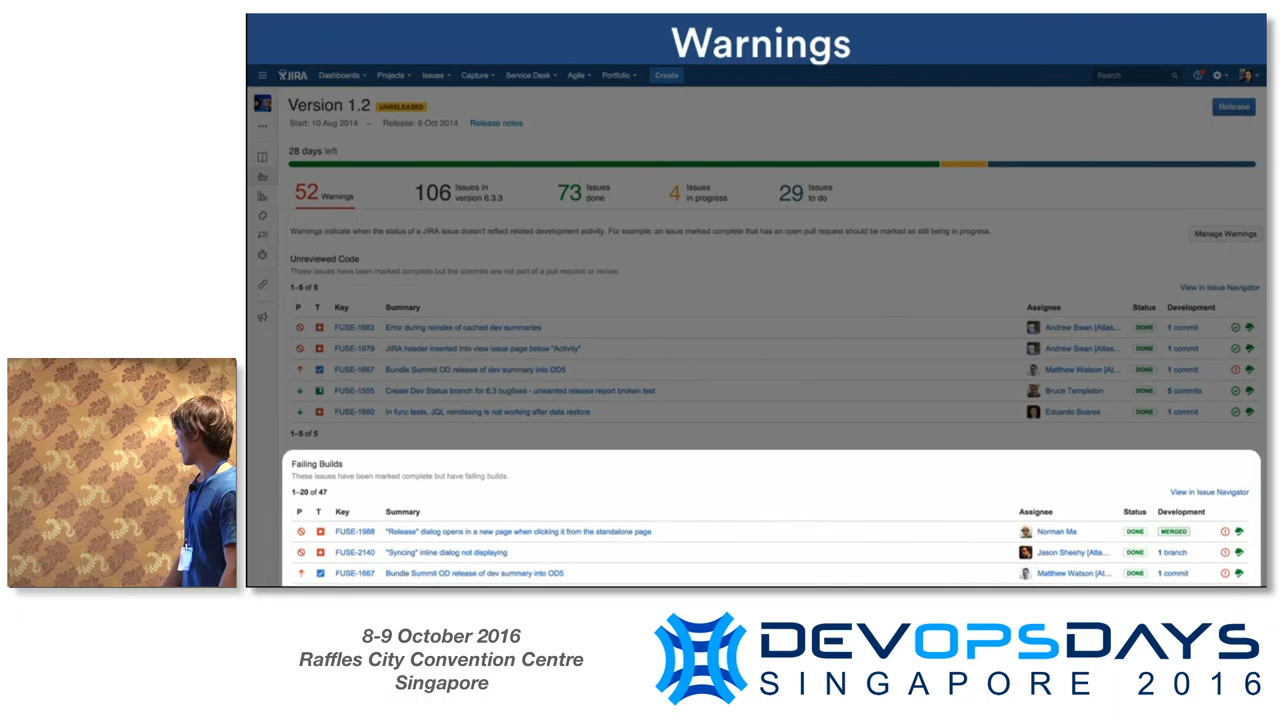 Warnings
JIRA Dashboards Projects Issues Capture Service Desk Agile Portfolio Create Search
Version 1.2 UNRELEASED Release
Start: 10 Aug 2014 – Release: 9 Oct 2014 Release notes
28 days left
52 Warnings 106 Issues in version 6.3.3 73 Issues done 4 Issues in progress 29 Issues to do
Warnings indicate when the status of a JIRA issue doesn't reflect related development activity. For example: an issue marked complete that has an open pull request should be marked as still being in progress.
Manage Warnings
Unreviewed Code
These issues have been marked complete but the commits are not part of a pull request or review.
1–5 of 5 View in Issue Navigator
P T Key Summary Assignee Status Development
FUSE-1663 Error during reindex of cached dev summaries Andrew Swan [Atlas... DONE 1 commit
FUSE-1979 JIRA header inserted into view issue page below "Activity" Andrew Swan [Atlas... DONE 1 commit
FUSE-1667 Bundle Summit OD release of dev summary into OD5 Matthew Watson [At... DONE 1 commit
FUSE-1555 Create Dev Status branch for 6.3 bugfixes - unwanted release report broken test Bruce Templeton DONE 5 commits
FUSE-1660 In func tests, JQL reindexing is not working after data restore Eduardo Soares DONE 1 commit
1–5 of 5
Failing Builds
These issues have been marked complete but have failing builds.
1–20 of 47 View in Issue Navigator
P T Key Summary Assignee Status Development
FUSE-1988 "Release" dialog opens in a new page when clicking it from the standalone page Norman Ma DONE MERGED
FUSE-2140 "Syncing" inline dialog not displaying Jason Sheehy [Atla... DONE 1 branch
FUSE-1667 Bundle Summit OD release of dev summary into OD5 Matthew Watson [At... DONE 1 commit
8-9 October 2016
Raffles City Convention Centre
Singapore
DEVOPSDAYS
SINGAPORE 2016